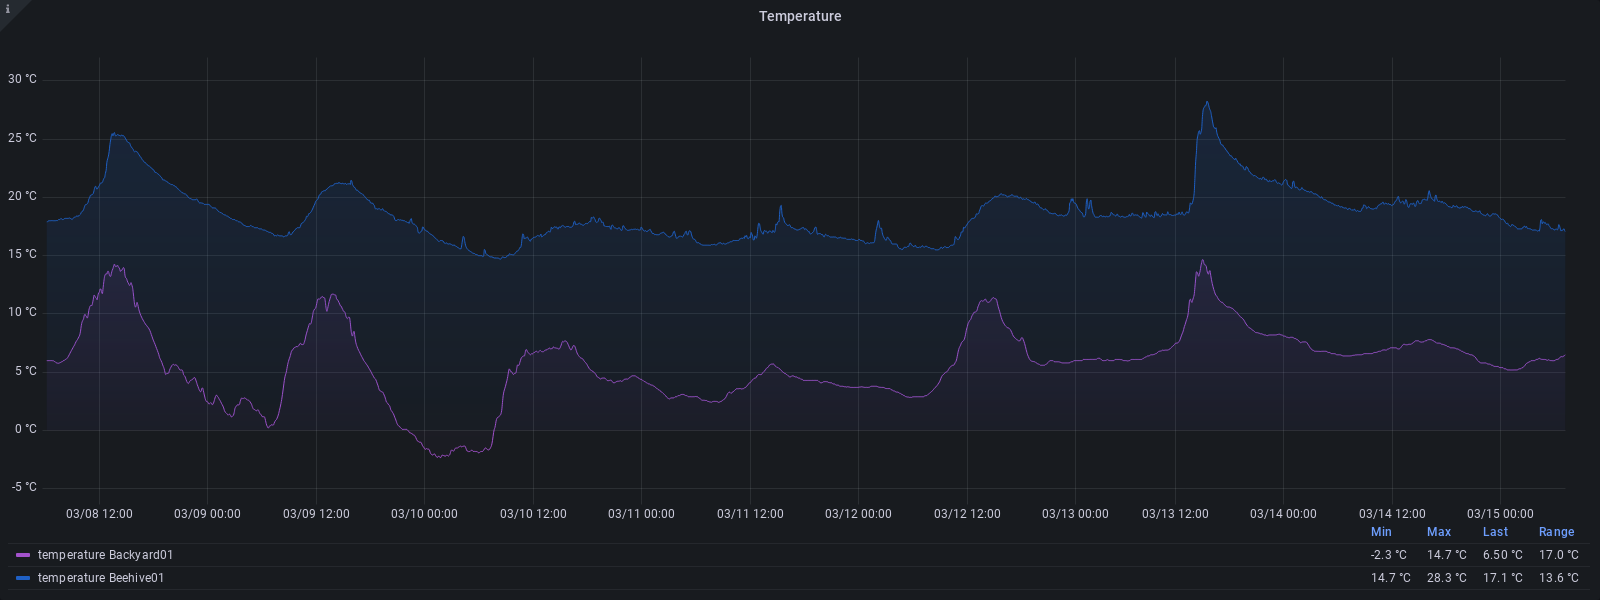 i
Temperature
30 °C
25 °C
20 °C
15 °C
10 °C
5 °C
0 °C
-5 °C
03/08 12:00 03/09 00:00 03/09 12:00 03/10 00:00 03/10 12:00 03/11 00:00 03/11 12:00 03/12 00:00 03/12 12:00 03/13 00:00 03/13 12:00 03/14 00:00 03/14 12:00 03/15 00:00
Min Max Last Range
temperature Backyard01 -2.3 °C 14.7 °C 6.50 °C 17.0 °C
temperature Beehive01 14.7 °C 28.3 °C 17.1 °C 13.6 °C